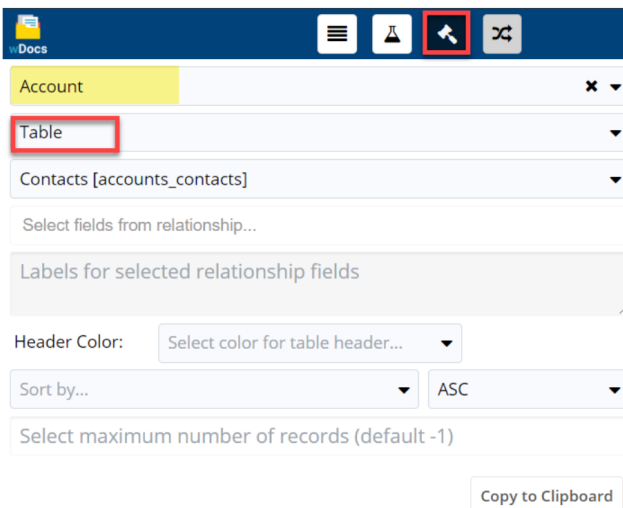 wDocs
Account
Table
Contacts [accounts_contacts]
Select fields from relationship...
Labels for selected relationship fields
Header Color: Select color for table header...
Sort by... ASC
Select maximum number of records (default -1)
Copy to Clipboard